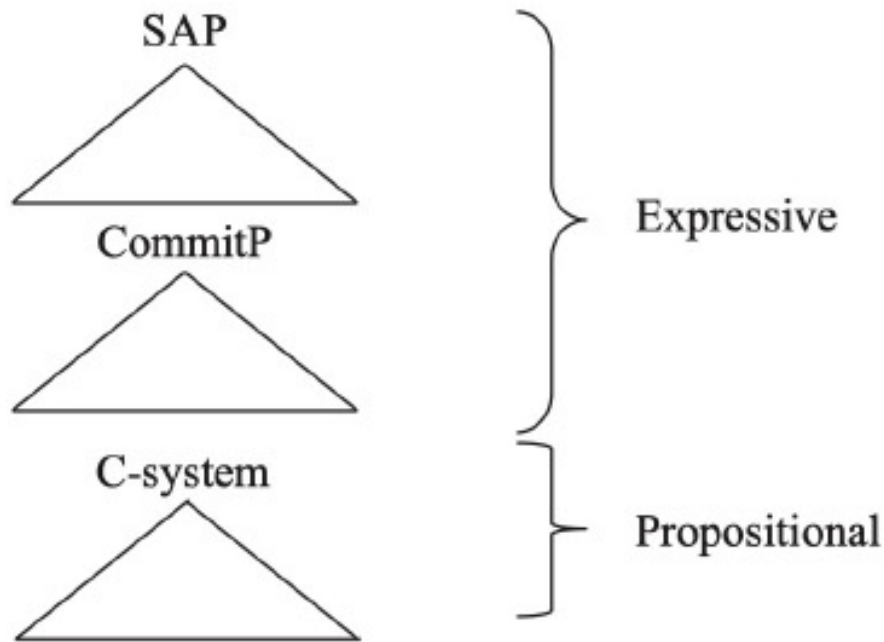 SAP
Expressive
CommitP
C-system
Propositional